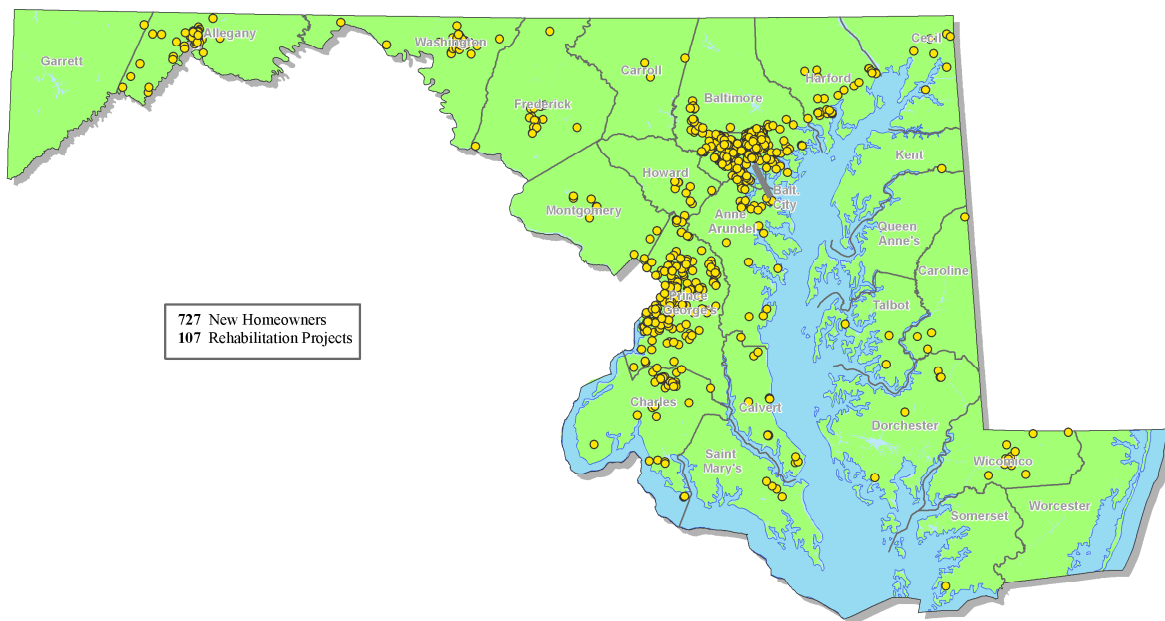 Allegany
Cecil
Garrett
Washington
Carroll
Harford
Baltimore
Frederick
Kent
Howard
Balt.
City
Montgomery
Anne
Arundel
Queen
Anne's
Caroline
Prince
George's
Talbot
727 New Homeowners
107 Rehabilitation Projects
Charles
Calvert
Dorchester
Saint
Mary's
Wicomico
Somerset
Worcester